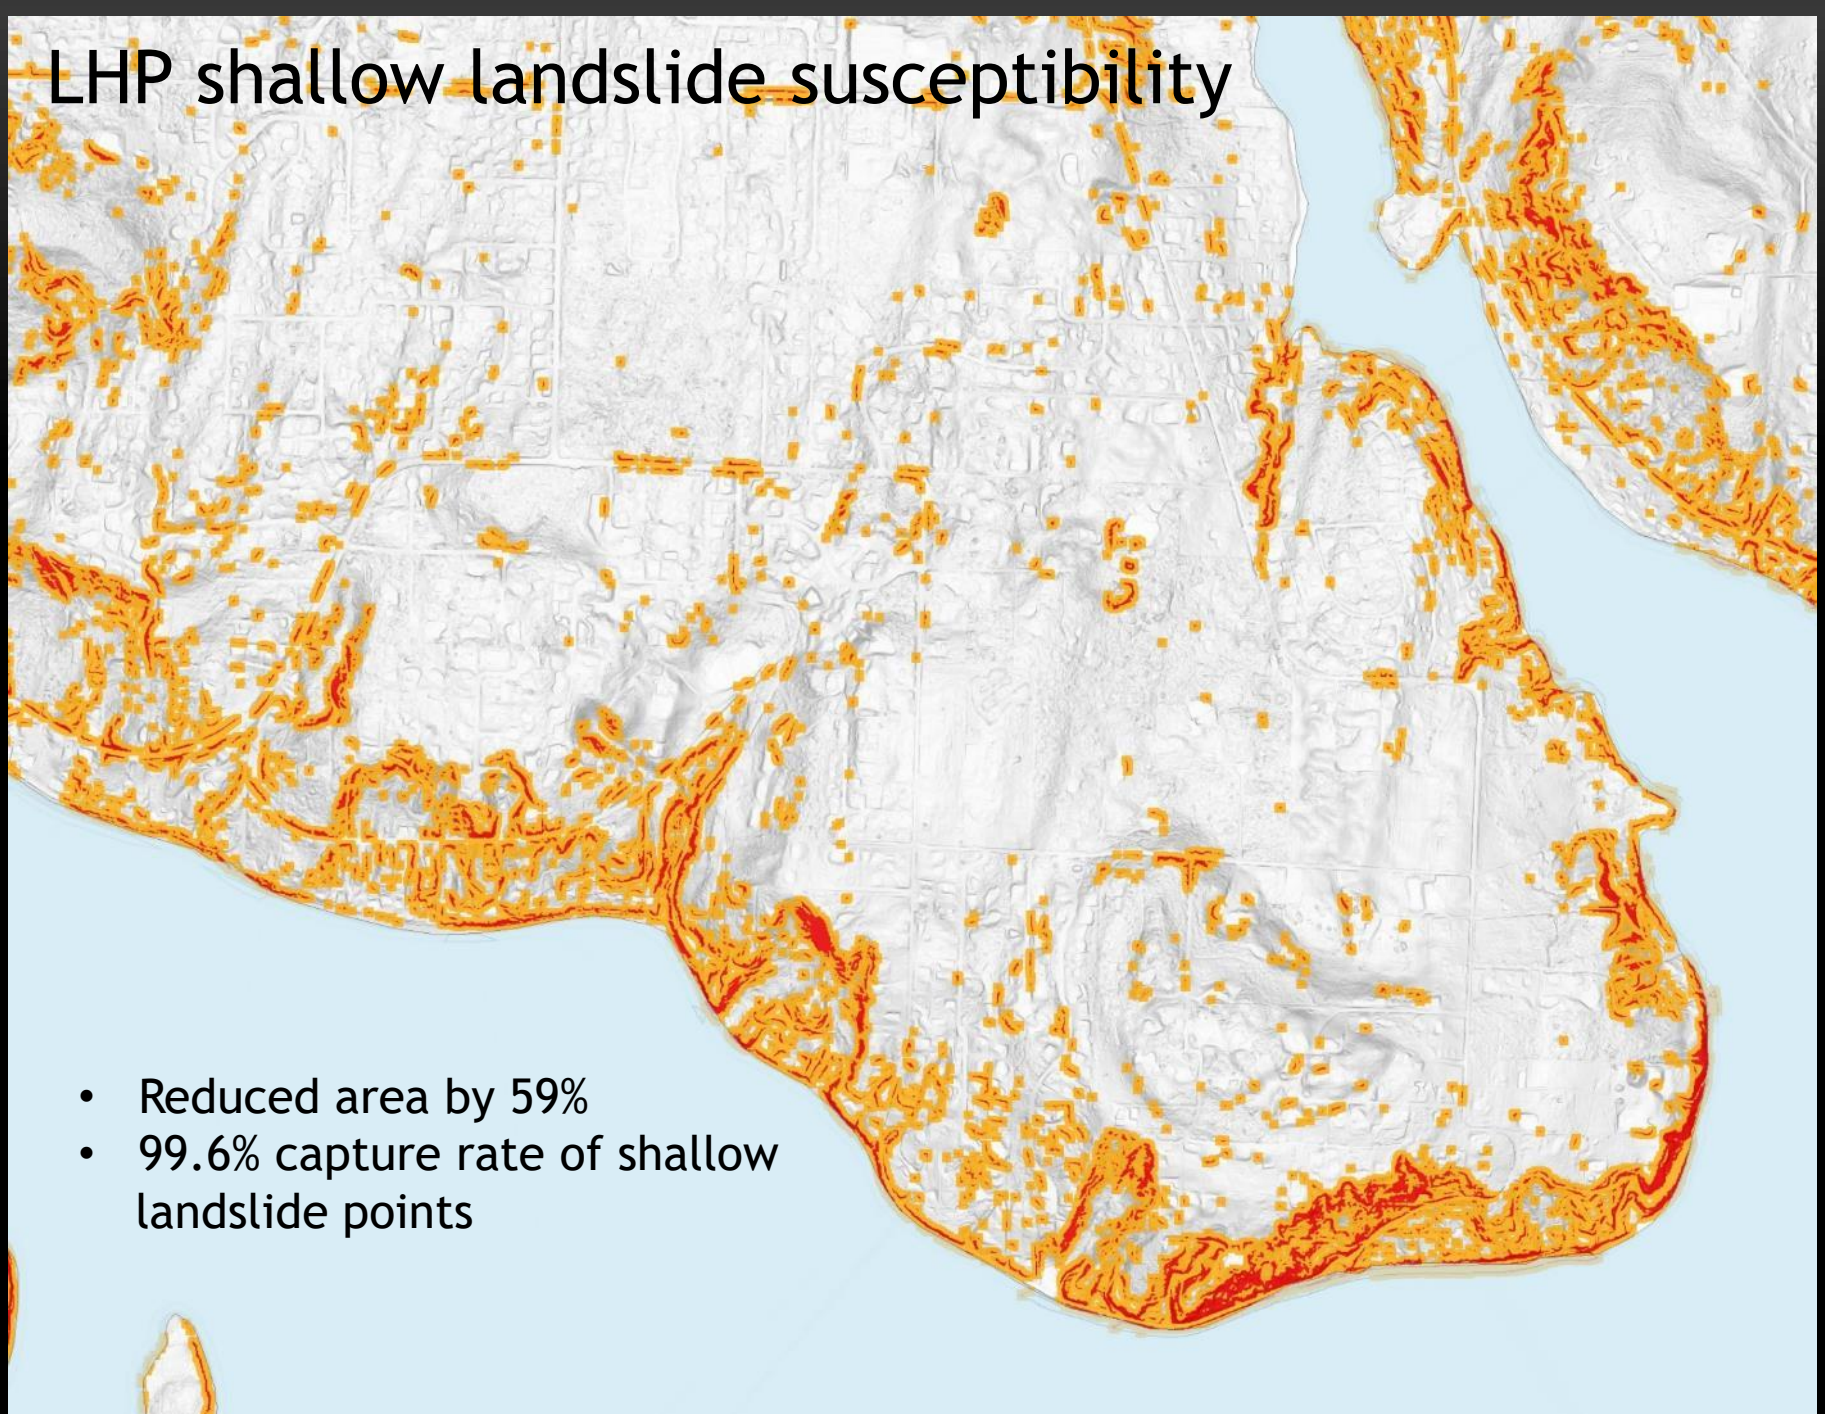 LHP shallow landslide susceptibility
• Reduced area by 59%
• 99.6% capture rate of shallow
landslide points